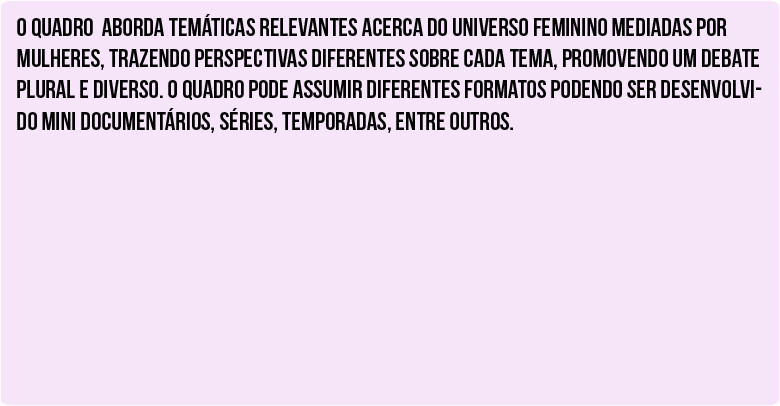 O QUADRO ABORDA TEMÁTICAS RELEVANTES ACERCA DO UNIVERSO FEMININO MEDIADAS POR
MULHERES, TRAZENDO PERSPECTIVAS DIFERENTES SOBRE CADA TEMA, PROMOVENDO UM DEBATE
PLURAL E DIVERSO. O QUADRO PODE ASSUMIR DIFERENTES FORMATOS PODENDO SER DESENVOLVI-
DO MINI DOCUMENTÁRIOS, SÉRIES, TEMPORADAS, ENTRE OUTROS.